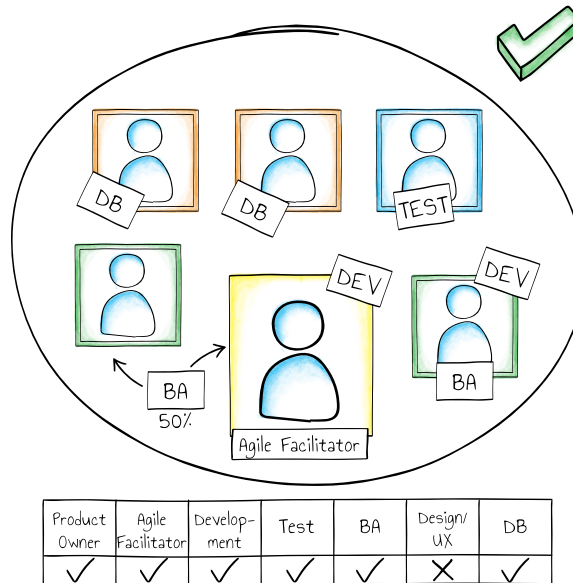 DB
DB
TEST
DEV
DEV
BA
BA
50%
Agile Facilitator
Product Owner
Agile Facilitator
Develop-
ment
Test
BA
Design/
UX
DB